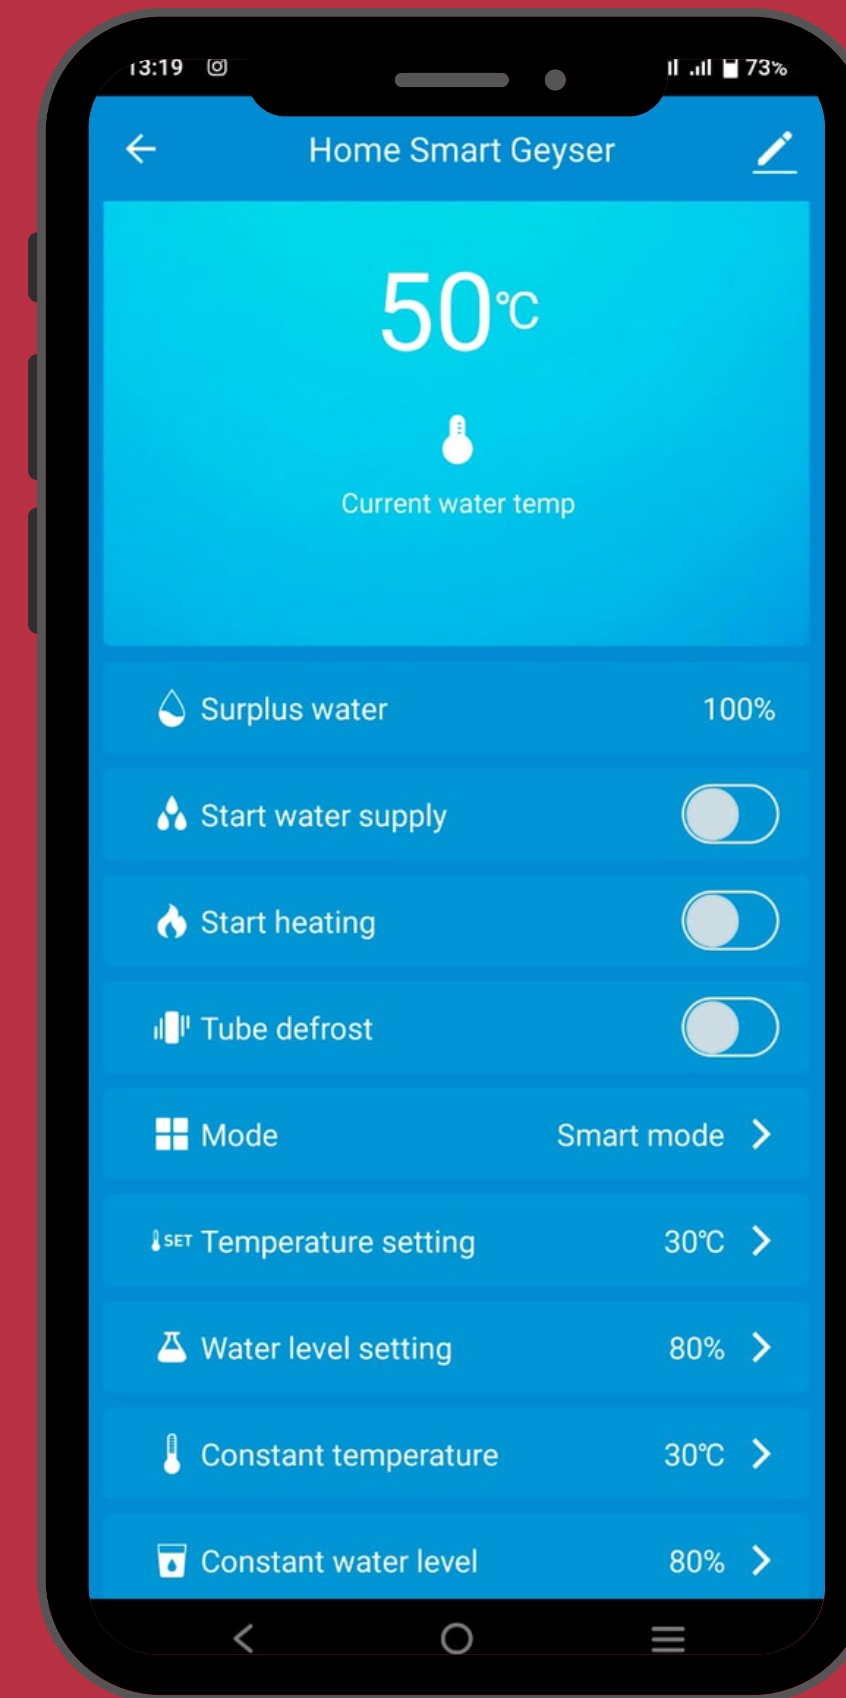 13:19 73%
Home Smart Geyser
50℃
Current water temp
Surplus water 100%
Start water supply
Start heating
Tube defrost
Mode Smart mode
SET Temperature setting 30℃
Water level setting 80%
Constant temperature 30℃
Constant water level 80%